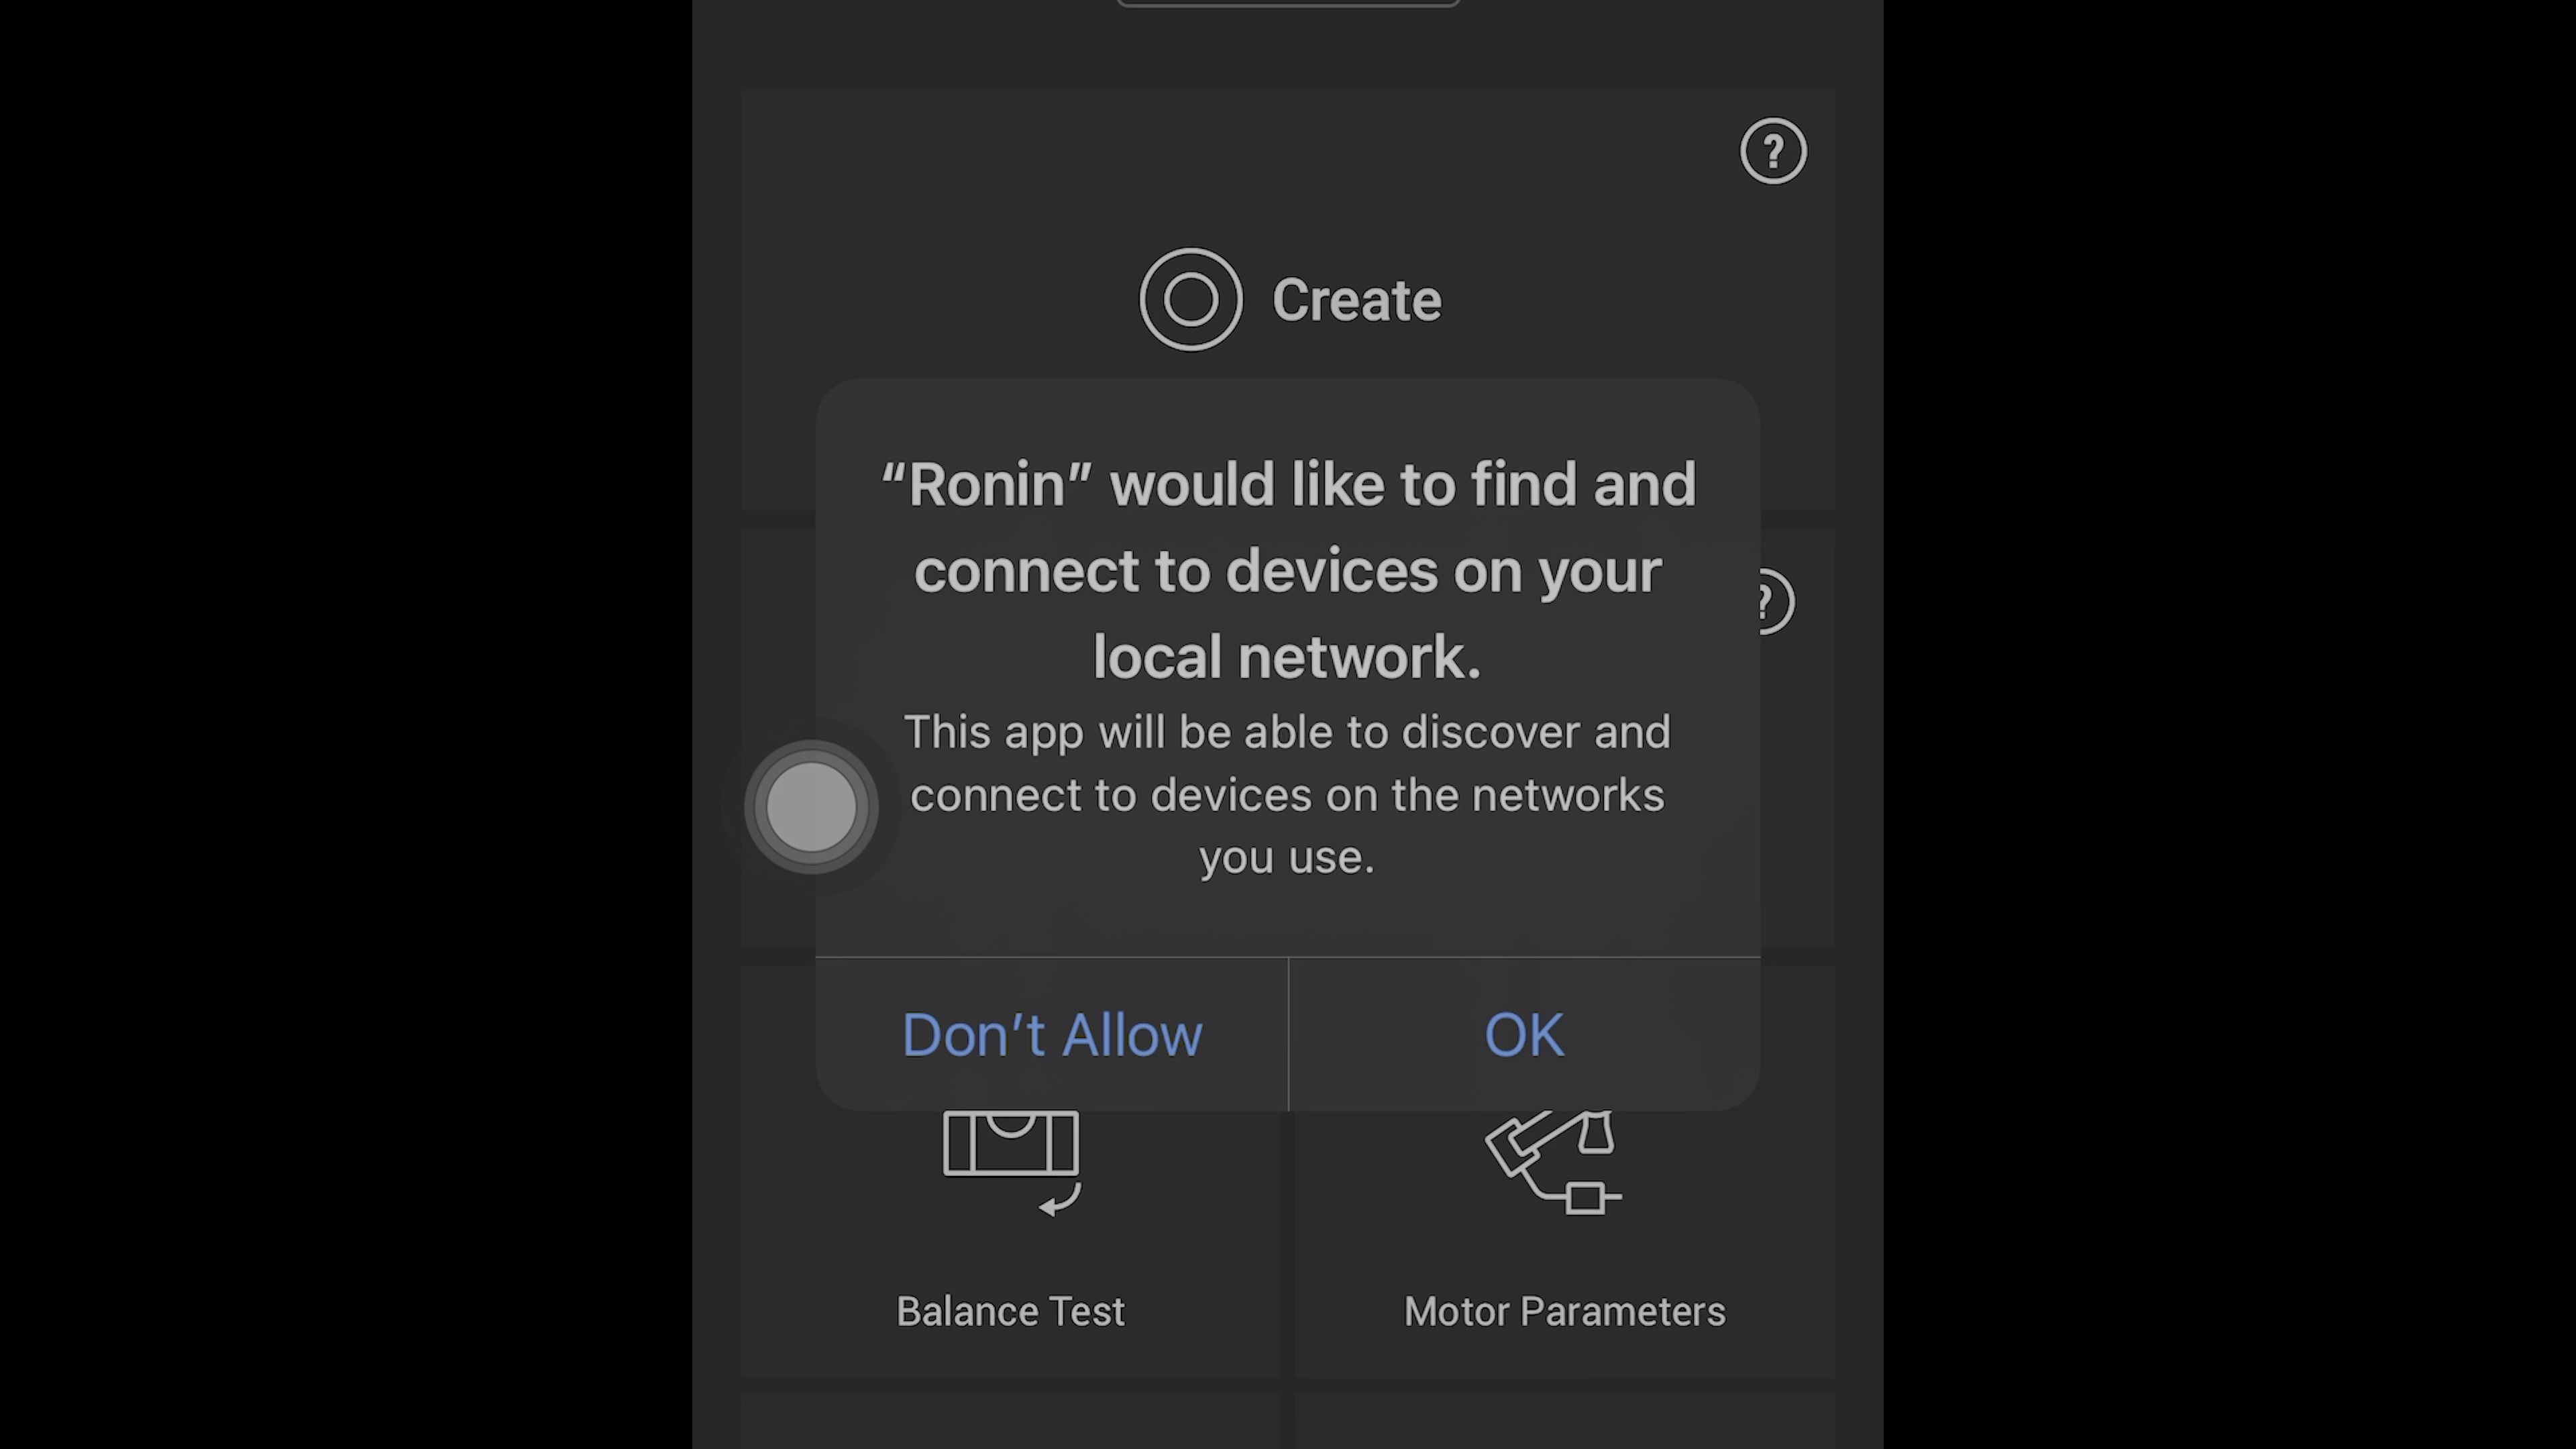 ?
Create
“Ronin” would like to find and
connect to devices on your
local network.
?
This app will be able to discover and
connect to devices on the networks
you use.
Don’t Allow
OK
Balance Test
Motor Parameters